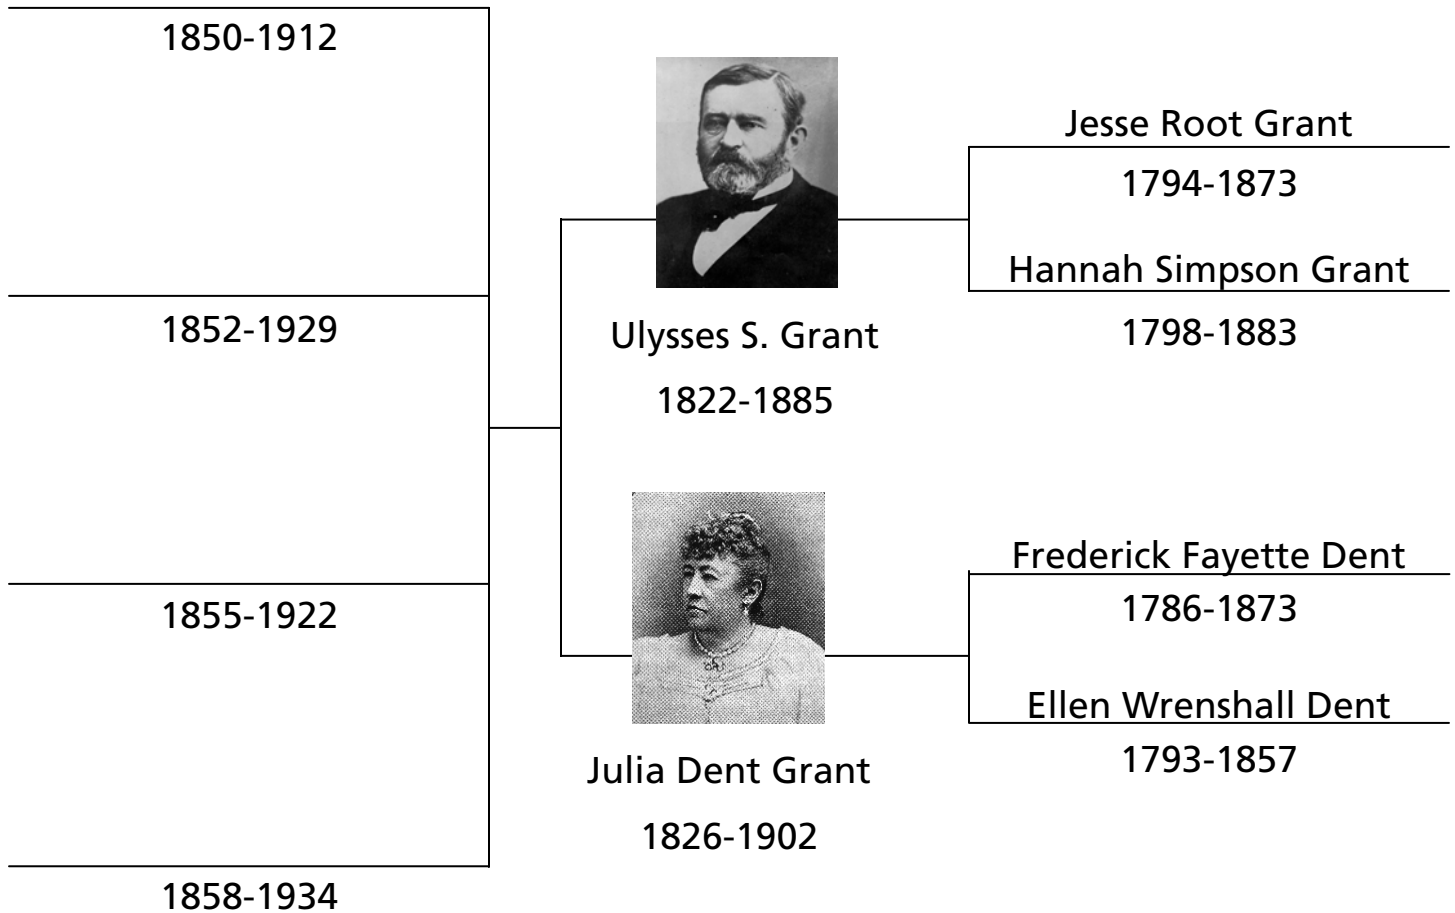 1850-1912
1852-1929
1855-1922
1858-1934
Ulysses S. Grant
1822-1885
Julia Dent Grant
1826-1902
Jesse Root Grant
1794-1873
Hannah Simpson Grant
1798-1883
Frederick Fayette Dent
1786-1873
Ellen Wrenshall Dent
1793-1857